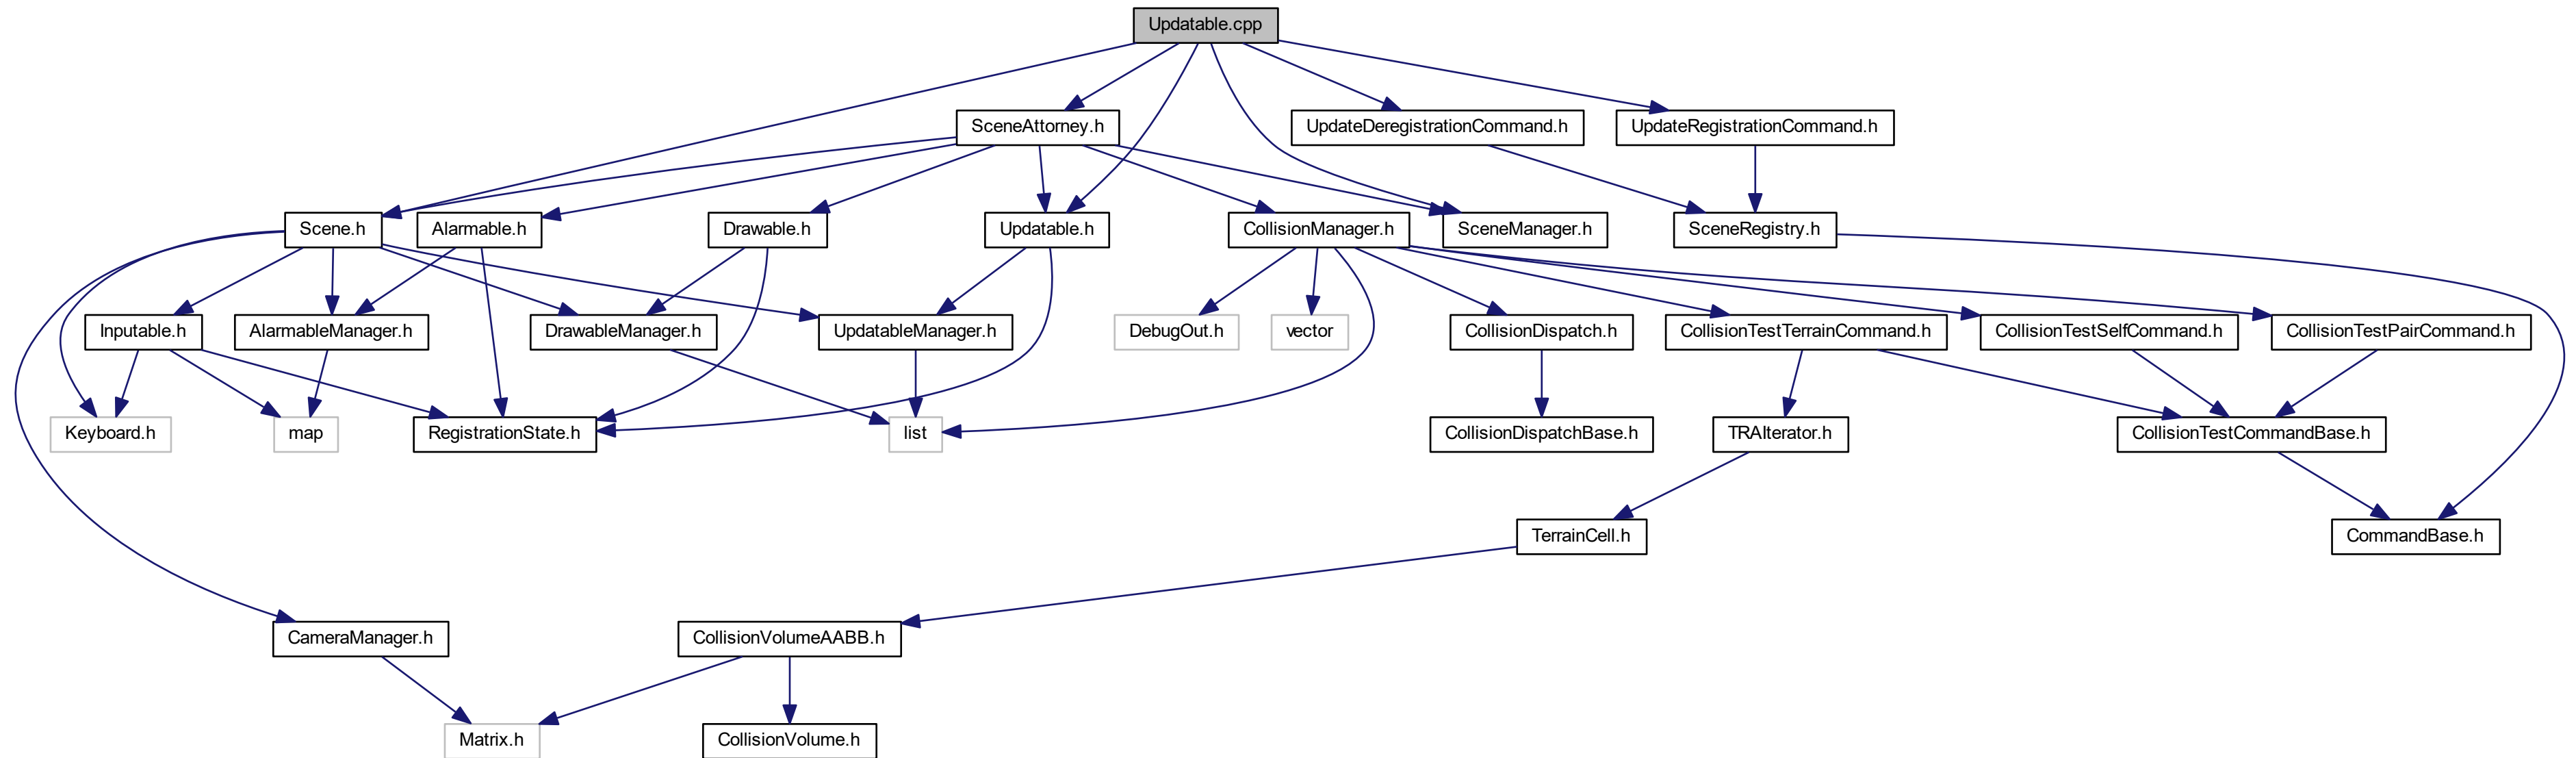 Updatable.cpp
SceneAttorney.h
UpdateDeregistrationCommand.h
UpdateRegistrationCommand.h
Scene.h
Alarmable.h
Drawable.h
Updatable.h
CollisionManager.h
SceneManager.h
SceneRegistry.h
Inputable.h
AlarmableManager.h
DrawableManager.h
UpdatableManager.h
DebugOut.h
vector
CollisionDispatch.h
CollisionTestTerrainCommand.h
CollisionTestSelfCommand.h
CollisionTestPairCommand.h
Keyboard.h
map
RegistrationState.h
list
CollisionDispatchBase.h
TRAIterator.h
CollisionTestCommandBase.h
TerrainCell.h
CommandBase.h
CameraManager.h
CollisionVolumeAABB.h
Matrix.h
CollisionVolume.h